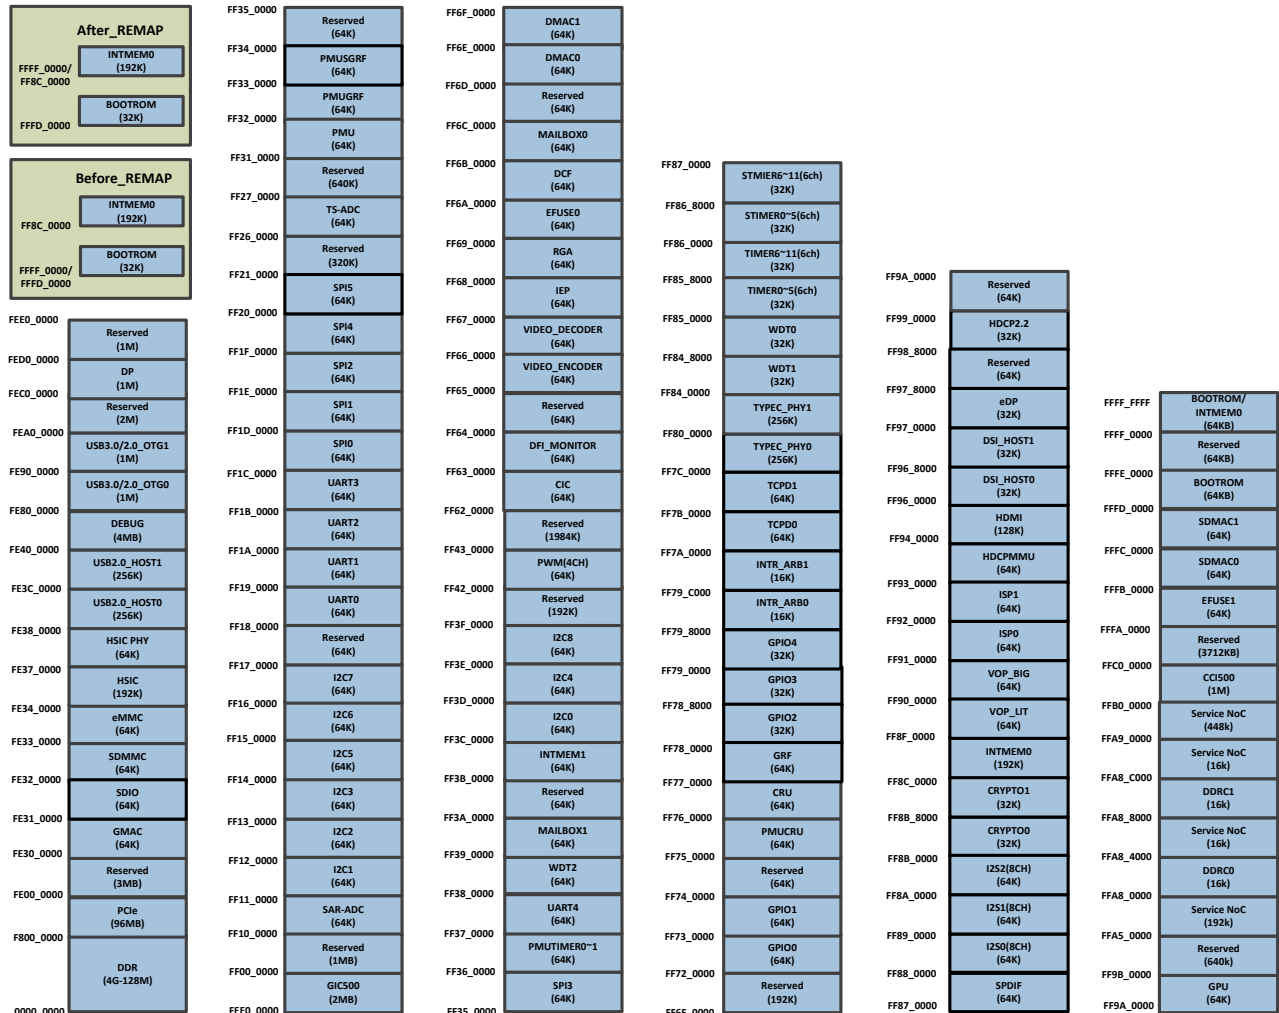 After_REMAP
INTMEM0
(192K)
FFFF_0000/
FF8C_0000
BOOTROM
(32K)
FFFD_0000
Before_REMAP
INTMEM0
(192K)
FF8C_0000
BOOTROM
(32K)
FFFF_0000/
FFFD_0000
FEE0_0000
Reserved
(1M)
FED0_0000
DP
(1M)
FEC0_0000
Reserved
(2M)
FEA0_0000
USB3.0/2.0_OTG1
(1M)
FE90_0000
USB3.0/2.0_OTG0
(1M)
FE80_0000
DEBUG
(4MB)
FE40_0000
USB2.0_HOST1
(256K)
FE3C_0000
USB2.0_HOST0
(256K)
FE38_0000
HSIC PHY
(64K)
FE37_0000
HSIC
(192K)
FE34_0000
eMMC
(64K)
FE33_0000
SDMMC
(64K)
FE32_0000
SDIO
(64K)
FE31_0000
GMAC
(64K)
FE30_0000
Reserved
(3MB)
FE00_0000
PCIe
(96MB)
F800_0000
DDR
(4G-128M)
0000_0000
FF35_0000
Reserved
(64K)
FF34_0000
PMUSGRF
(64K)
FF33_0000
PMUGRF
(64K)
FF32_0000
PMU
(64K)
FF31_0000
Reserved
(640K)
FF27_0000
TS-ADC
(64K)
FF26_0000
Reserved
(320K)
FF21_0000
SPI5
(64K)
FF20_0000
SPI4
(64K)
FF1F_0000
SPI2
(64K)
FF1E_0000
SPI1
(64K)
FF1D_0000
SPI0
(64K)
FF1C_0000
UART3
(64K)
FF1B_0000
UART2
(64K)
FF1A_0000
UART1
(64K)
FF19_0000
UART0
(64K)
FF18_0000
Reserved
(64K)
FF17_0000
I2C7
(64K)
FF16_0000
I2C6
(64K)
FF15_0000
I2C5
(64K)
FF14_0000
I2C3
(64K)
FF13_0000
I2C2
(64K)
FF12_0000
I2C1
(64K)
FF11_0000
SAR-ADC
(64K)
FF10_0000
Reserved
(1MB)
FF00_0000
GIC500
(2MB)
FEE0_0000
FF6F_0000
DMAC1
(64K)
FF6E_0000
DMAC0
(64K)
FF6D_0000
Reserved
(64K)
FF6C_0000
MAILBOX0
(64K)
FF6B_0000
DCF
(64K)
FF6A_0000
EFUSE0
(64K)
FF69_0000
RGA
(64K)
FF68_0000
IEP
(64K)
FF67_0000
VIDEO_DECODER
(64K)
FF66_0000
VIDEO_ENCODER
(64K)
FF65_0000
Reserved
(64K)
FF64_0000
DFI_MONITOR
(64K)
FF63_0000
CIC
(64K)
FF62_0000
Reserved
(1984K)
FF43_0000
PWM(4CH)
(64K)
FF42_0000
Reserved
(192K)
FF3F_0000
I2C8
(64K)
FF3E_0000
I2C4
(64K)
FF3D_0000
I2C0
(64K)
FF3C_0000
INTMEM1
(64K)
FF3B_0000
Reserved
(64K)
FF3A_0000
MAILBOX1
(64K)
FF39_0000
WDT2
(64K)
FF38_0000
UART4
(64K)
FF37_0000
PMUTIMER0~1
(64K)
FF36_0000
SPI3
(64K)
FF35_0000
FF87_0000
STMIER6~11(6ch)
(32K)
FF86_8000
STIMER0~5(6ch)
(32K)
FF86_0000
TIMER6~11(6ch)
(32K)
FF85_8000
TIMER0~5(6ch)
(32K)
FF85_0000
WDT0
(32K)
FF84_8000
WDT1
(32K)
FF84_0000
TYPEC_PHY1
(256K)
FF80_0000
TYPEC_PHY0
(256K)
FF7C_0000
TCPD1
(64K)
FF7B_0000
TCPD0
(64K)
FF7A_0000
INTR_ARB1
(16K)
FF79_C000
INTR_ARB0
(16K)
FF79_8000
GPIO4
(32K)
FF79_0000
GPIO3
(32K)
FF78_8000
GPIO2
(32K)
FF78_0000
GRF
(64K)
FF77_0000
CRU
(64K)
FF76_0000
PMUCRU
(64K)
FF75_0000
Reserved
(64K)
FF74_0000
GPIO1
(64K)
FF73_0000
GPIO0
(64K)
FF72_0000
Reserved
(192K)
FF6F_0000
FF9A_0000
Reserved
(64K)
FF99_0000
HDCP2.2
(32K)
FF98_8000
Reserved
(64K)
FF97_8000
eDP
(32K)
FF97_0000
DSI_HOST1
(32K)
FF96_8000
DSI_HOST0
(32K)
FF96_0000
HDMI
(128K)
FF94_0000
HDCPMMU
(64K)
FF93_0000
ISP1
(64K)
FF92_0000
ISP0
(64K)
FF91_0000
VOP_BIG
(64K)
FF90_0000
VOP_LIT
(64K)
FF8F_0000
INTMEM0
(192K)
FF8C_0000
CRYPTO1
(32K)
FF8B_8000
CRYPTO0
(32K)
FF8B_0000
I2S2(8CH)
(64K)
FF8A_0000
I2S1(8CH)
(64K)
FF89_0000
I2S0(8CH)
(64K)
FF88_0000
SPDIF
(64K)
FF87_0000
FFFF_FFFF
BOOTROM/
INTMEM0
(64KB)
FFFF_0000
Reserved
(64KB)
FFFE_0000
BOOTROM
(64KB)
FFFD_0000
SDMAC1
(64K)
FFFC_0000
SDMAC0
(64K)
FFFB_0000
EFUSE1
(64K)
FFFA_0000
Reserved
(3712KB)
FFC0_0000
CCI500
(1M)
FFB0_0000
Service NoC
(448k)
FFA9_0000
Service NoC
(16k)
FFA8_C000
DDRC1
(16k)
FFA8_8000
Service NoC
(16k)
FFA8_4000
DDRC0
(16k)
FFA8_0000
Service NoC
(192k)
FFA5_0000
Reserved
(640k)
FF9B_0000
GPU
(64K)
FF9A_0000